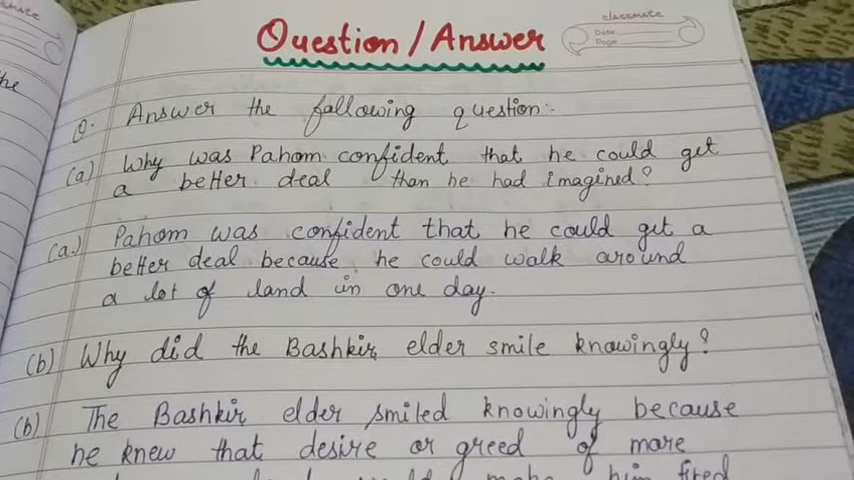 he
classmate
Date
Page
Question/Answer
Q. Answer the following question:-
(a) Why was Pahom confident that he could get
a better deal than he had imagined?
(a.) Pahom was confident that he could get a
better deal because he could walk around
a lot of land in one day.
(b) Why did the Bashkir elder smile knowingly?
(b) The Bashkir elder smiled knowingly because
he knew that desire or greed of more
him tired